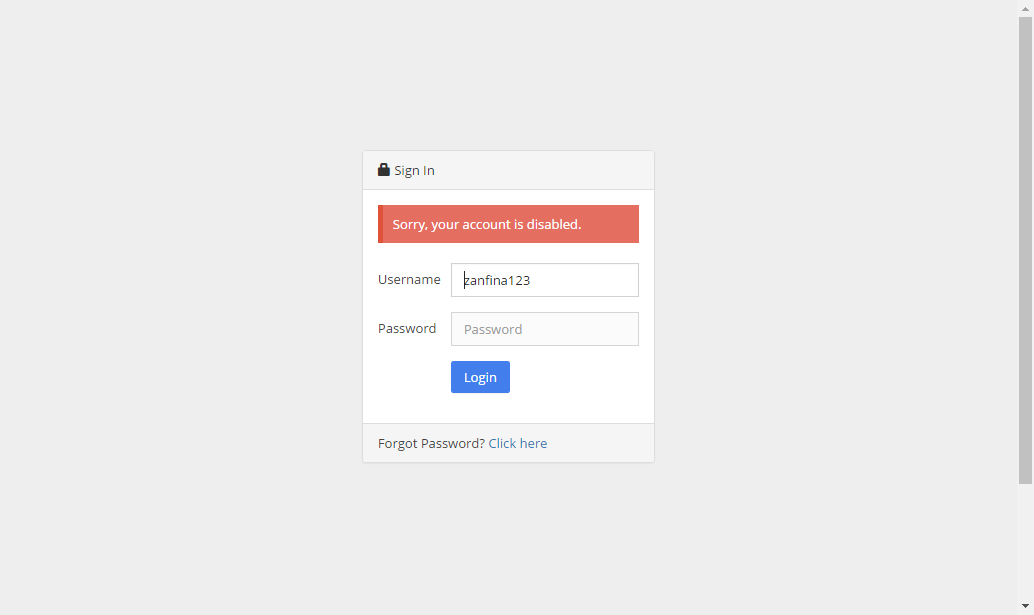 Sign In
Sorry, your account is disabled.
Username zanfina123
Password Password
Login
Forgot Password? Click here